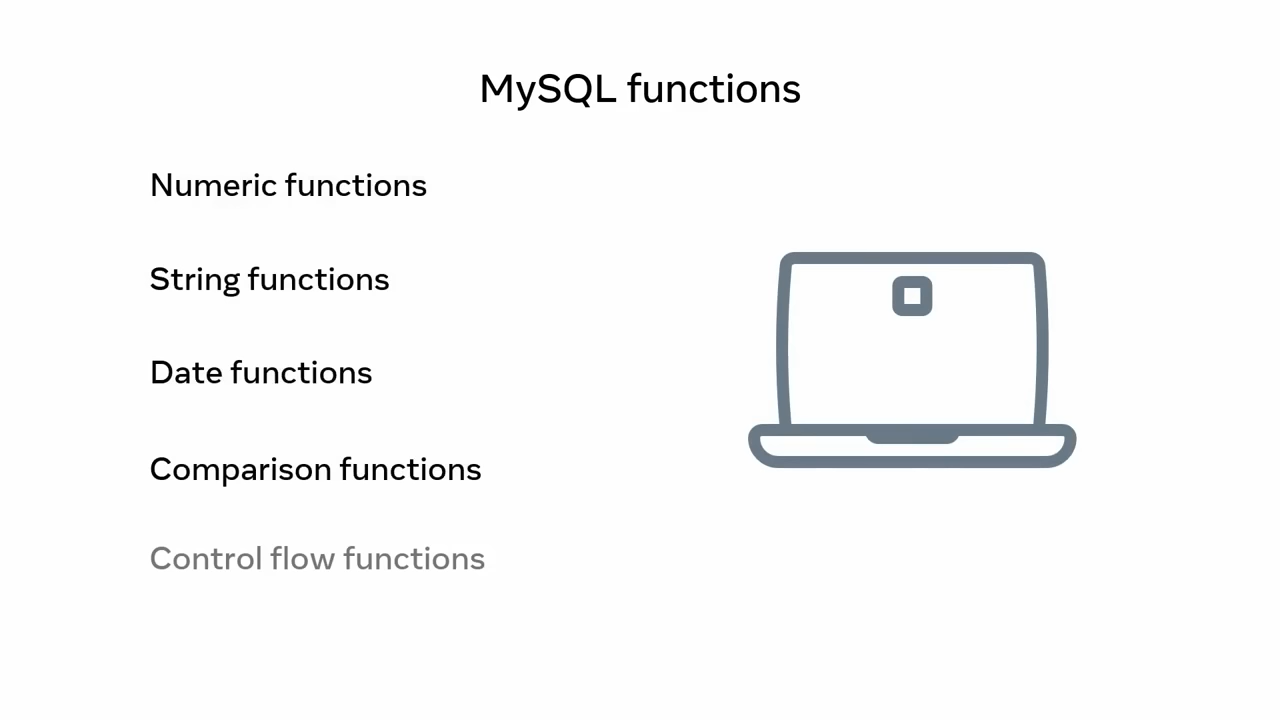 MySQL functions
Numeric functions
String functions
Date functions
Comparison functions
Control flow functions